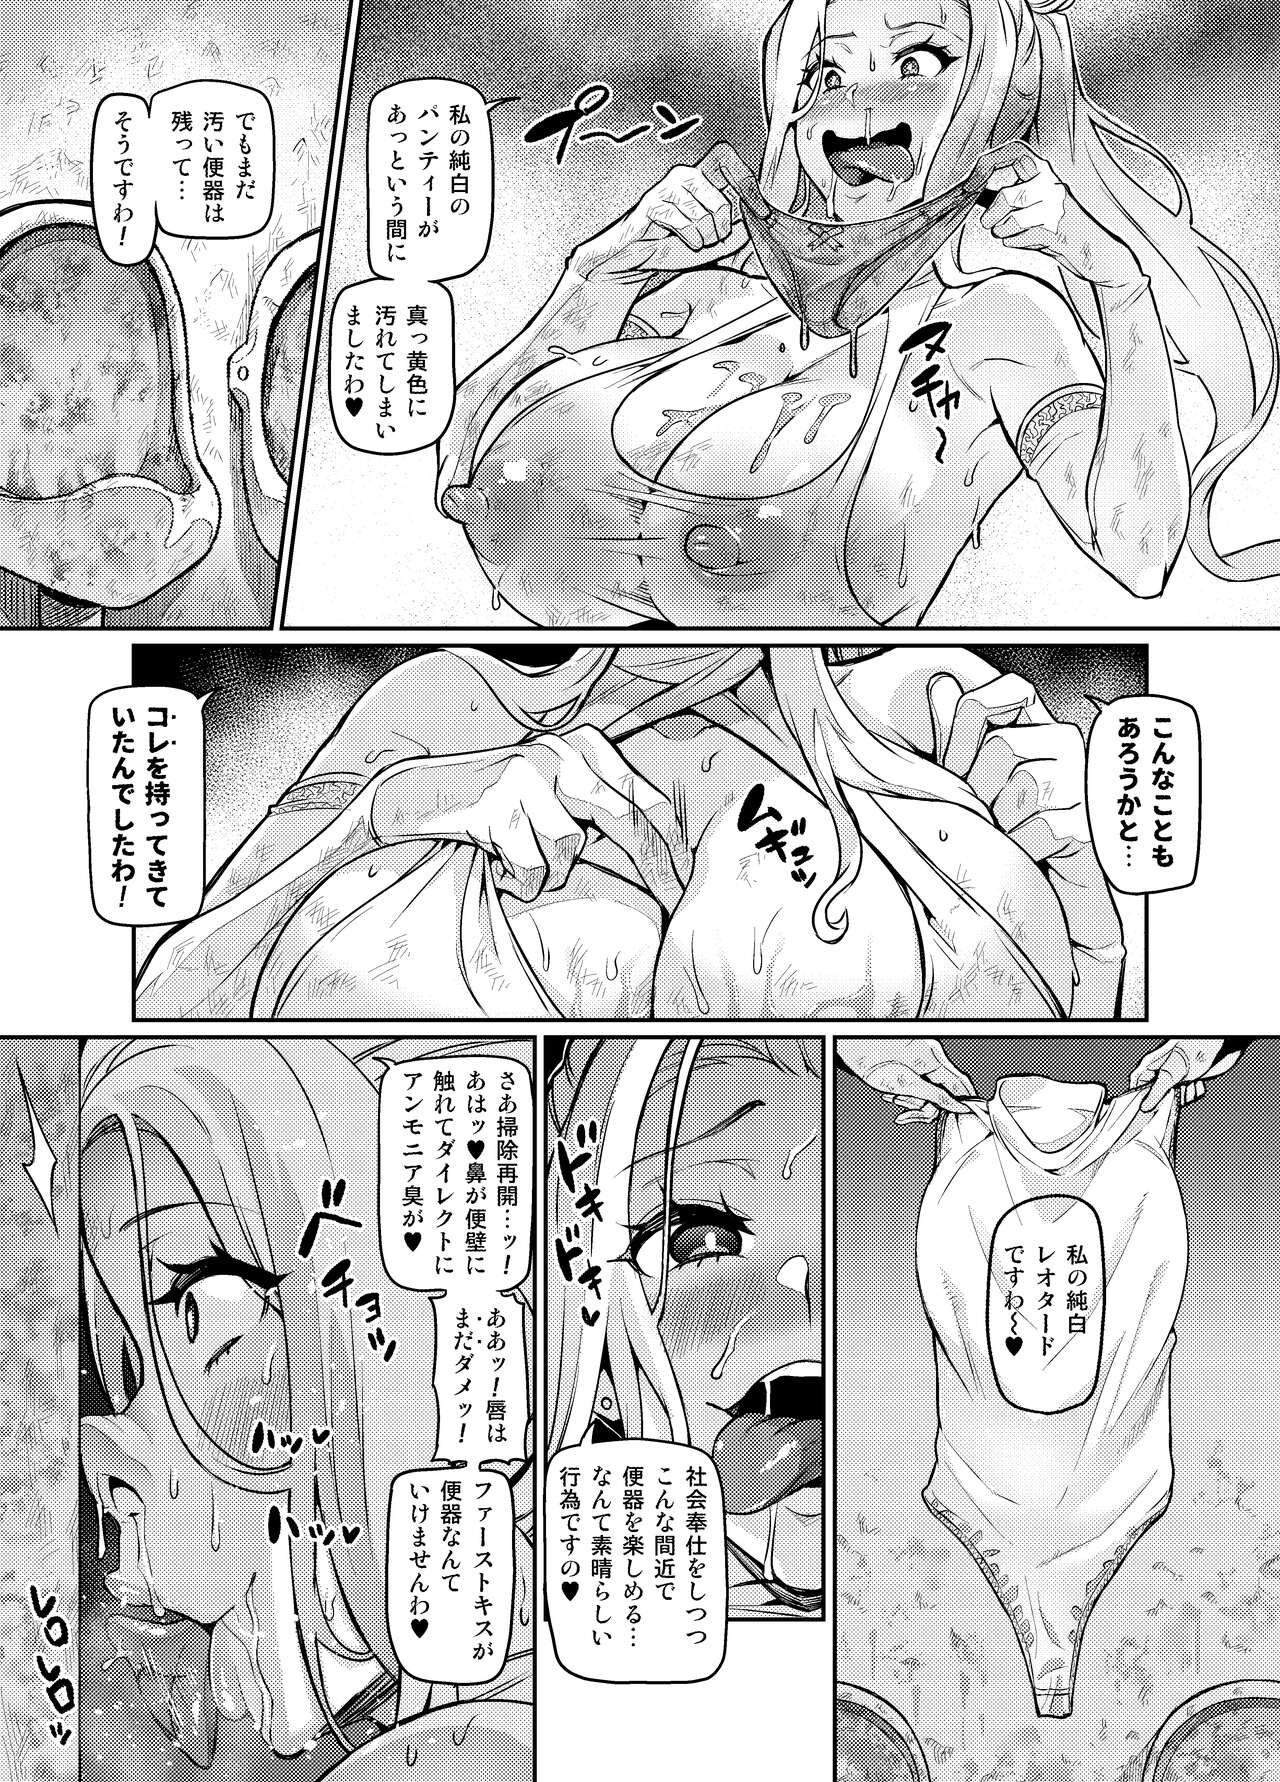 私の純白の
パンティーが
あっという間に
真っ黄色に
汚れてしまい
ましたわ♥
ぷ～ン
ヌチャ～
でもまだ
汚い便器は
残って…
そうですわ！
こんなことも
あろうかと…
ムギュッ
コレを持ってきて
いたんでしたわ！
私の純白
レオタード
ですわ～♥
ドキドキ♥
社会奉仕をしつつ
こんな間近で
便器を楽しめる…
なんて素晴らしい
行為ですの♥
さあ掃除再開…ッ！
あはッ♥鼻が便壁に
触れてダイレクトに
アンモニア臭が♥
ああッ！唇は
まだダメッ！
ファーストキスが
便器なんて
いけませんわ♥
ベチョッ
ハッ♥
ハッ♥
レロレロッ